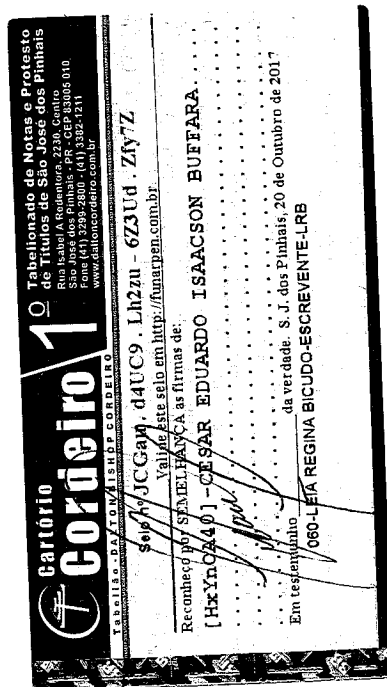 Cartório
Cordeiro
1º
Tabelionado de Notas e Protesto
de Títulos de São José dos Pinhais
Rua Isabel A Redentora, 2230, Centro
São José dos Pinhais - PR - CEP 83005 010
Fone (41) 3299-2800 - (41) 3382-1211
www.daltoncordeiro.com.br
Tabelião-DALTON BISHOP CORDEIRO
Selo nº JCGam . d4UC9 . Lh2zu - 6Z3Ud . Zfy7Z
Valide este selo em http://funarpen.com.br
Reconheço por SEMELHANÇA as firmas de:
[HxYnOA40]-CESAR EDUARDO ISAACSON BUFFARA
Em testemunho da verdade. S. J. dos Pinhais, 20 de Outubro de 2017
060-LEIA REGINA BICUDO-ESCREVENTE-LRB